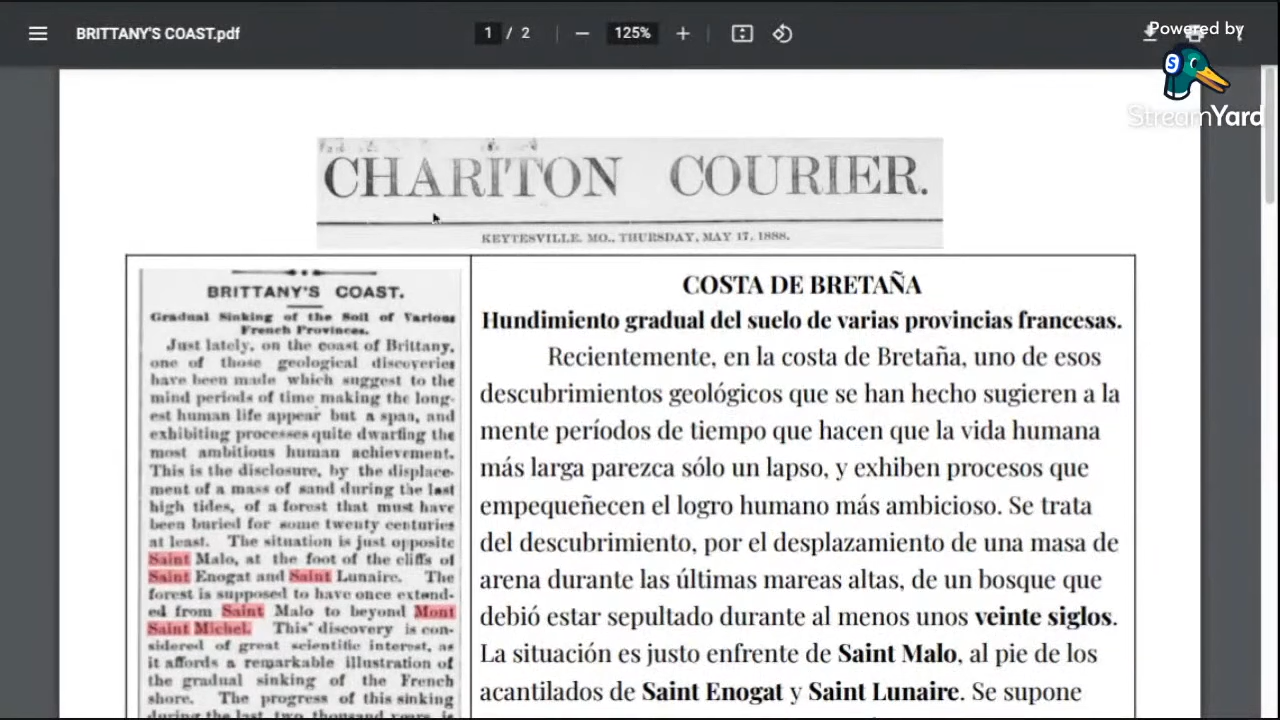 BRITTANY'S COAST.pdf
1 / 2
125%
Powered by
StreamYard
CHARITON COURIER.
KEYTESVILLE, MO., THURSDAY, MAY 17, 1888.
BRITTANY'S COAST.
Gradual Sinking of the Soil of Various
French Provinces.
Just lately, on the coast of Brittany,
one of those geological discoveries
have been made which suggest to the
mind periods of time making the long-
est human life appear but a span, and
exhibiting processes quite dwarfing the
most ambitious human achievement.
This is the disclosure, by the displace-
ment of a mass of sand during the last
high tides, of a forest that must have
been buried for some twenty centuries
at least. The situation is just opposite
Saint Malo, at the foot of the cliffs of
Saint Enogat and Saint Lunaire. The
forest is supposed to have once extend-
ed from Saint Malo to beyond Mont
Saint Michel. This discovery is con-
sidered of great scientific interest, as
it affords a remarkable illustration of
the gradual sinking of the French
shore. The progress of this sinking
during the last two thousand years is
COSTA DE BRETAÑA
Hundimiento gradual del suelo de varias provincias francesas.
Recientemente, en la costa de Bretaña, uno de esos
descubrimientos geológicos que se han hecho sugieren a la
mente períodos de tiempo que hacen que la vida humana
más larga parezca sólo un lapso, y exhiben procesos que
empequeñecen el logro humano más ambicioso. Se trata
del descubrimiento, por el desplazamiento de una masa de
arena durante las últimas mareas altas, de un bosque que
debió estar sepultado durante al menos unos veinte siglos.
La situación es justo enfrente de Saint Malo, al pie de los
acantilados de Saint Enogat y Saint Lunaire. Se supone